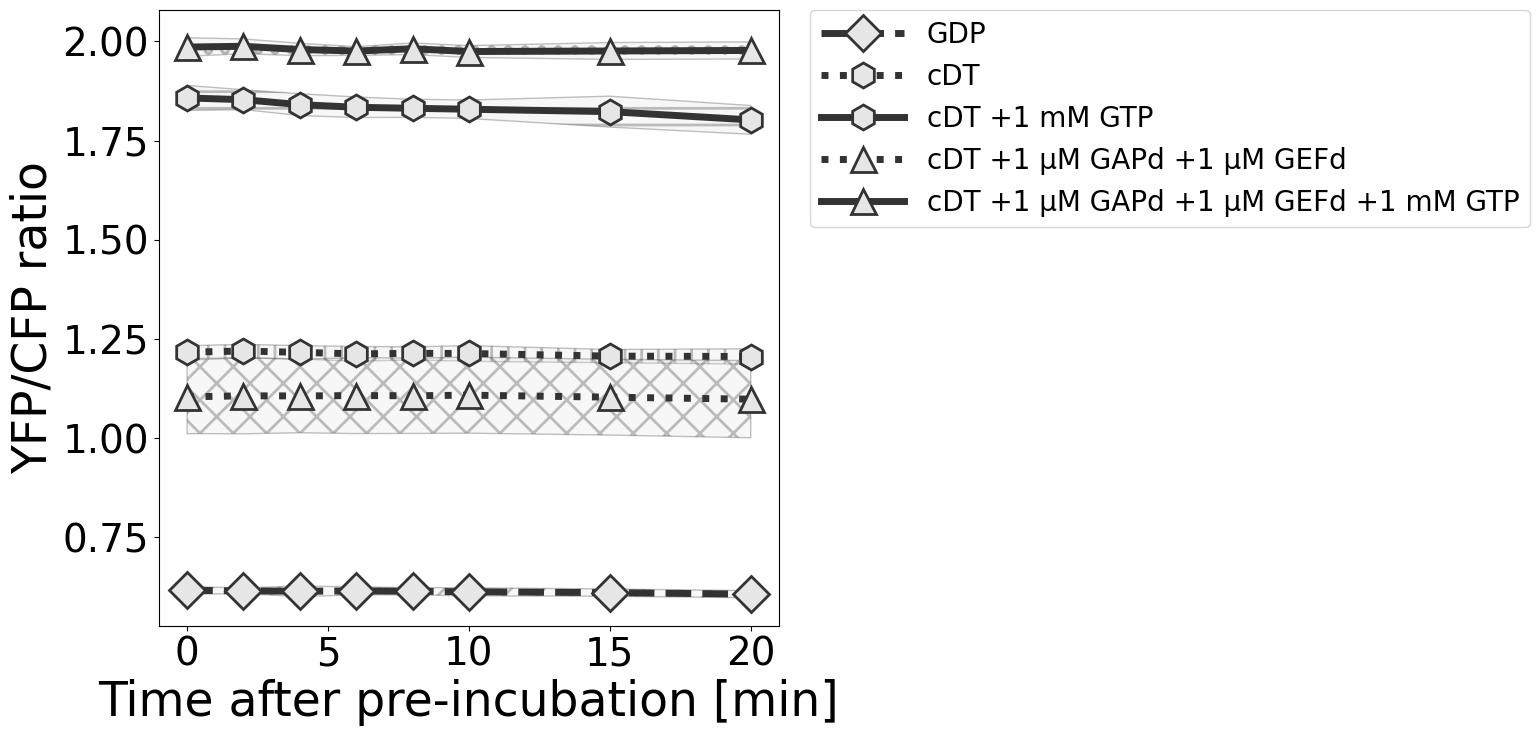 2.00
1.75
1.50
1.25
1.00
0.75
YFP/CFP ratio
0 5 10 15 20
Time after pre-incubation [min]
GDP
cDT
cDT +1 mM GTP
cDT +1 μM GAPd +1 μM GEFd
cDT +1 μM GAPd +1 μM GEFd +1 mM GTP